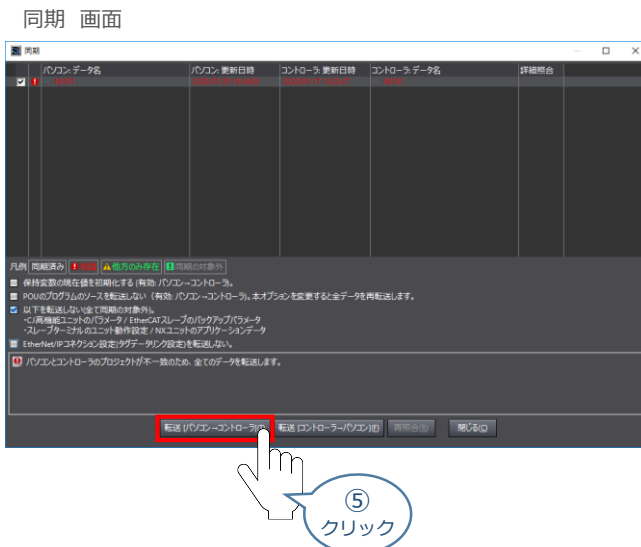 同期 画面
同期
パソコン:データ名 パソコン:更新日時 コントローラ:更新日時 コントローラ:データ名 詳細照合
凡例 同期済み 他方のみ存在 同期の対象外
保持変数の現在値を初期化する (有効: パソコン→コントローラ)。
POUのプログラムのソースを転送しない (有効: パソコン→コントローラ)。本オプションを変更すると全データを再転送します。
以下を転送しない(全て同期の対象外)。
・CJ高機能ユニットのパラメータ / EtherCATスレーブのバックアップパラメータ
・スレーブターミナルのユニット動作設定 / NXユニットのアプリケーションデータ
EtherNet/IPコネクション設定(タグデータリンク設定)を転送しない。
パソコンとコントローラのプロジェクトが不一致のため、全てのデータを転送します。
転送 [パソコン→コントローラ](T) 転送 [コントローラ→パソコン](F) 再照合(R) 閉じる(C)
⑤
クリック